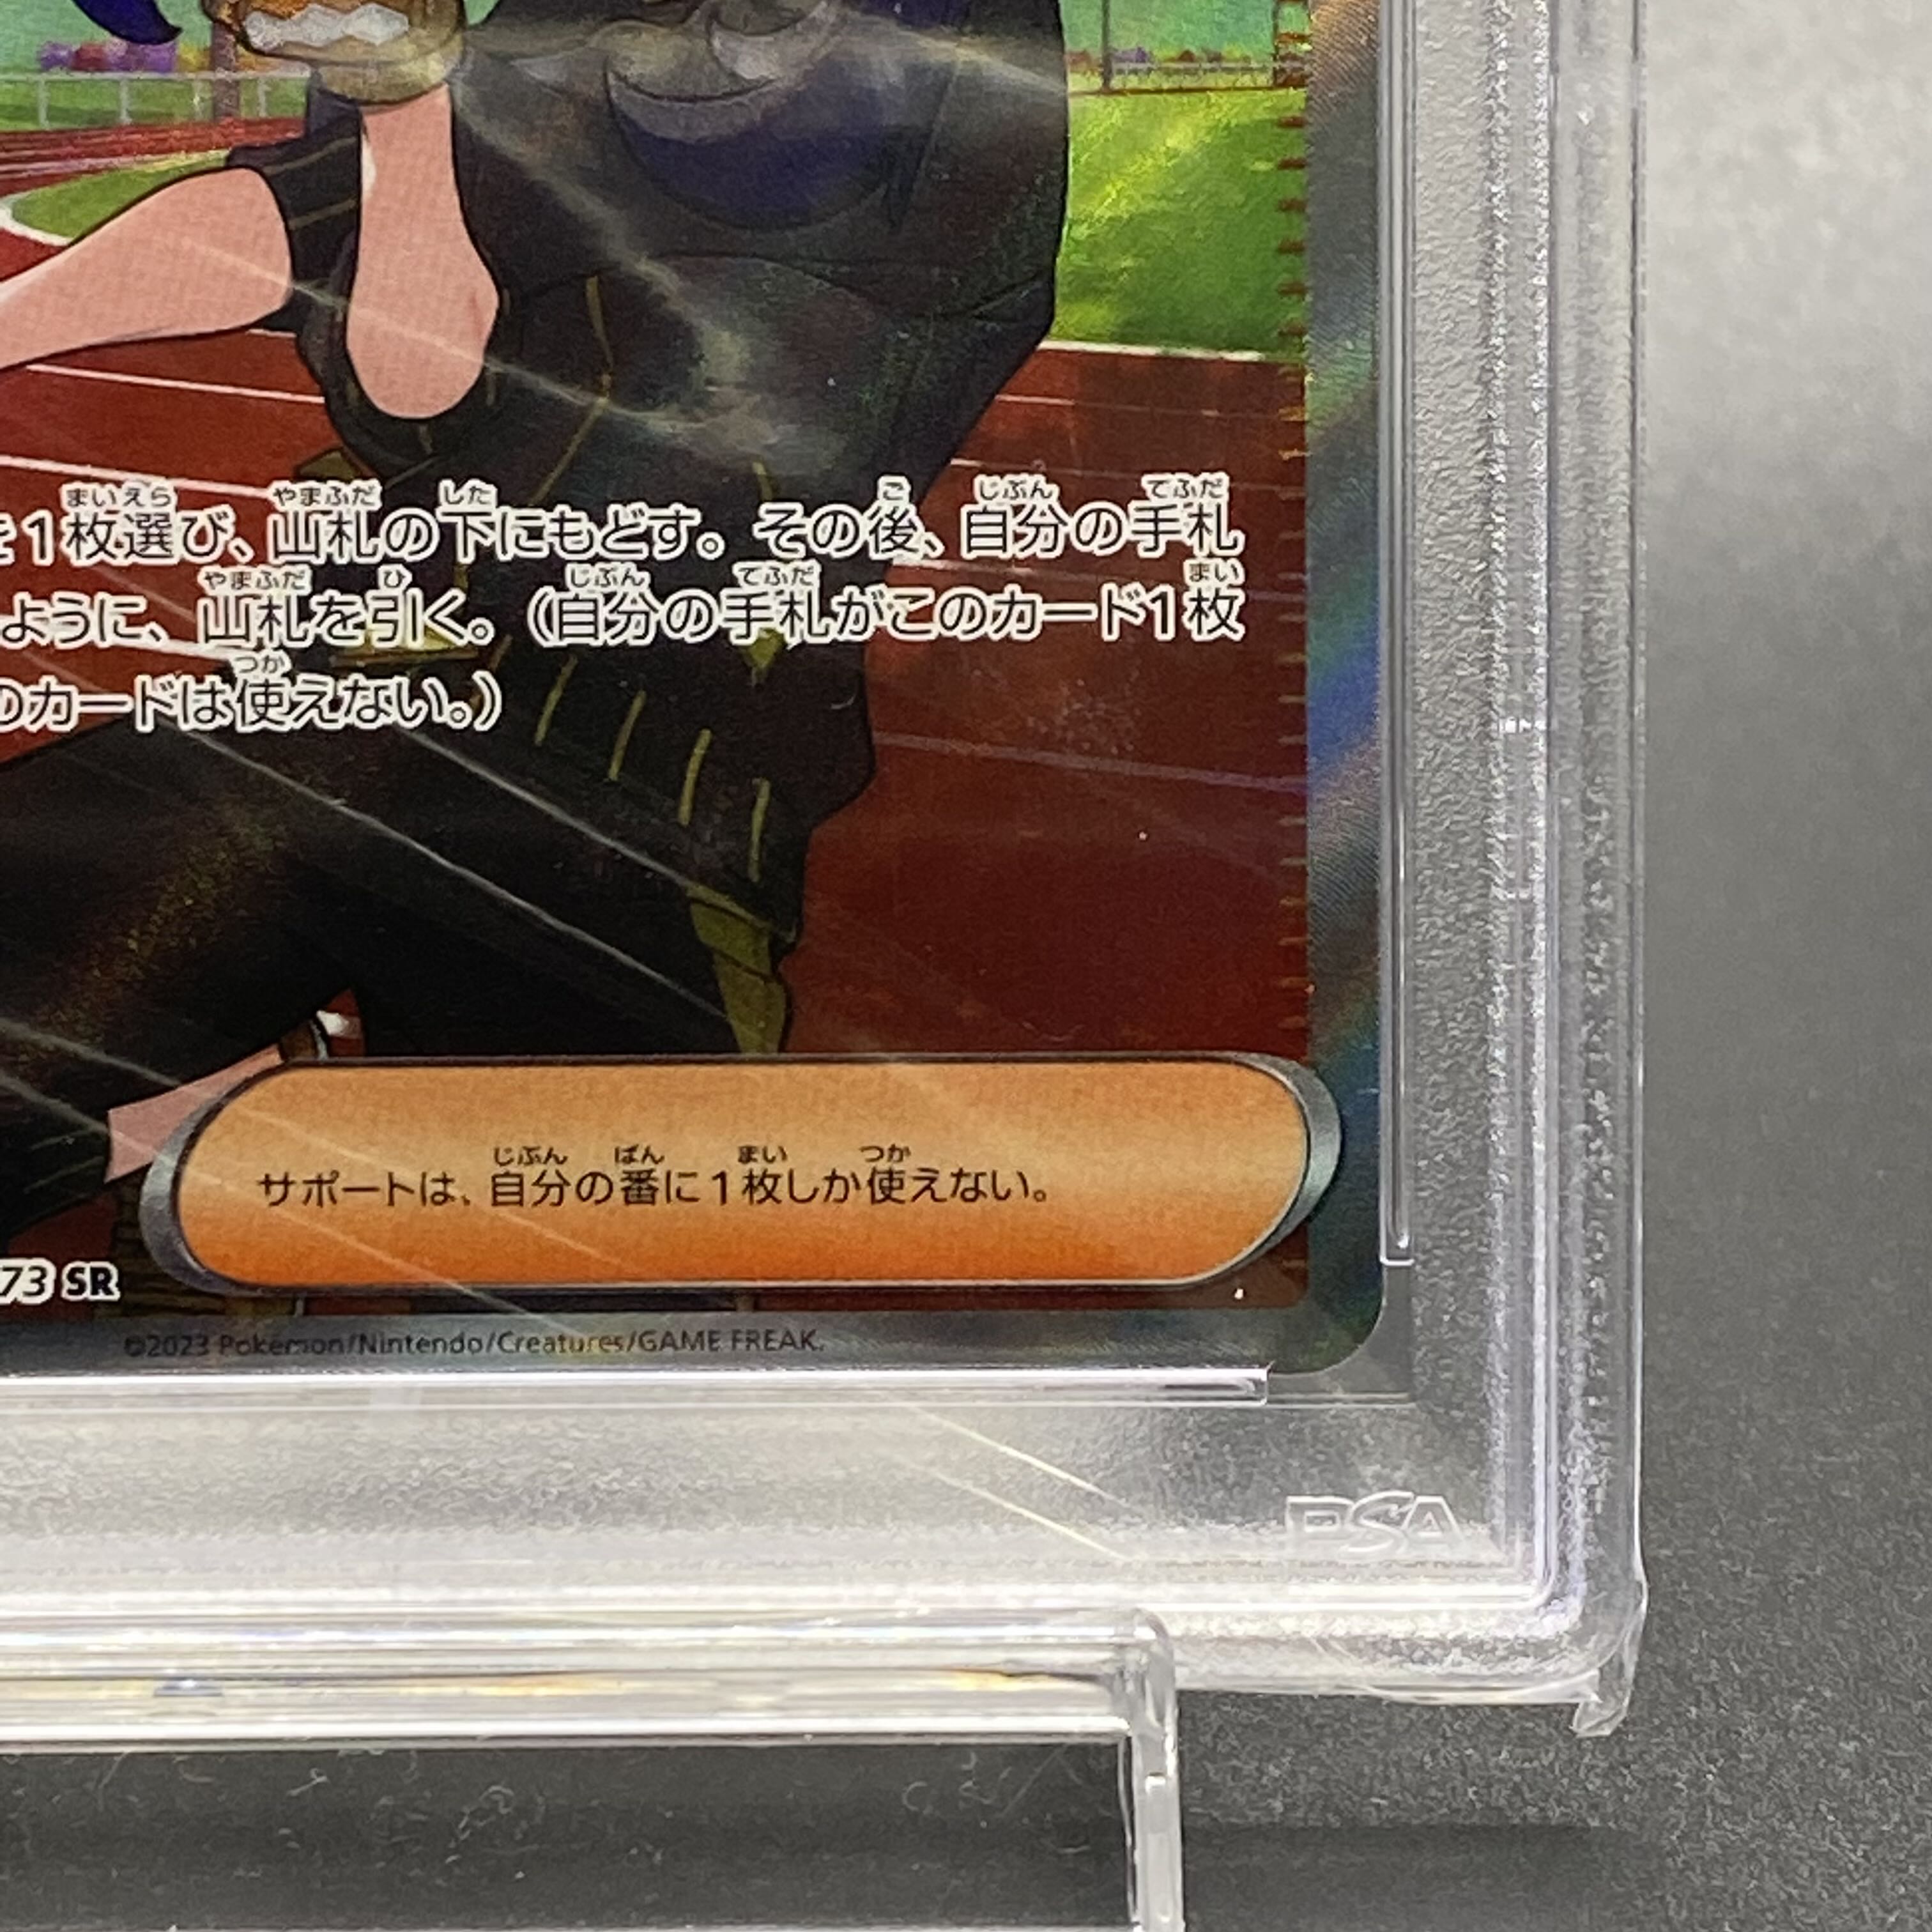 を1枚選び、山札の下にもどす。その後、自分の手札
ように、山札を引く。（自分の手札がこのカード1枚
のカードは使えない。）
サポートは、自分の番に1枚しか使えない。
73 SR
©2023 Pokémon/Nintendo/Creatures/GAME FREAK.
PSA